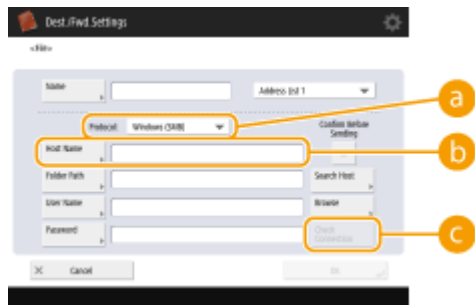 Dest./Fwd.Settings
<File>
Name
Address List 1
Protocol: Windows (SMB)
Confirm Before
Sending
a
Host Name
b
Folder Path
Search Host
User Name
Browse
Password
Check
Connection
c
× Cancel
OK